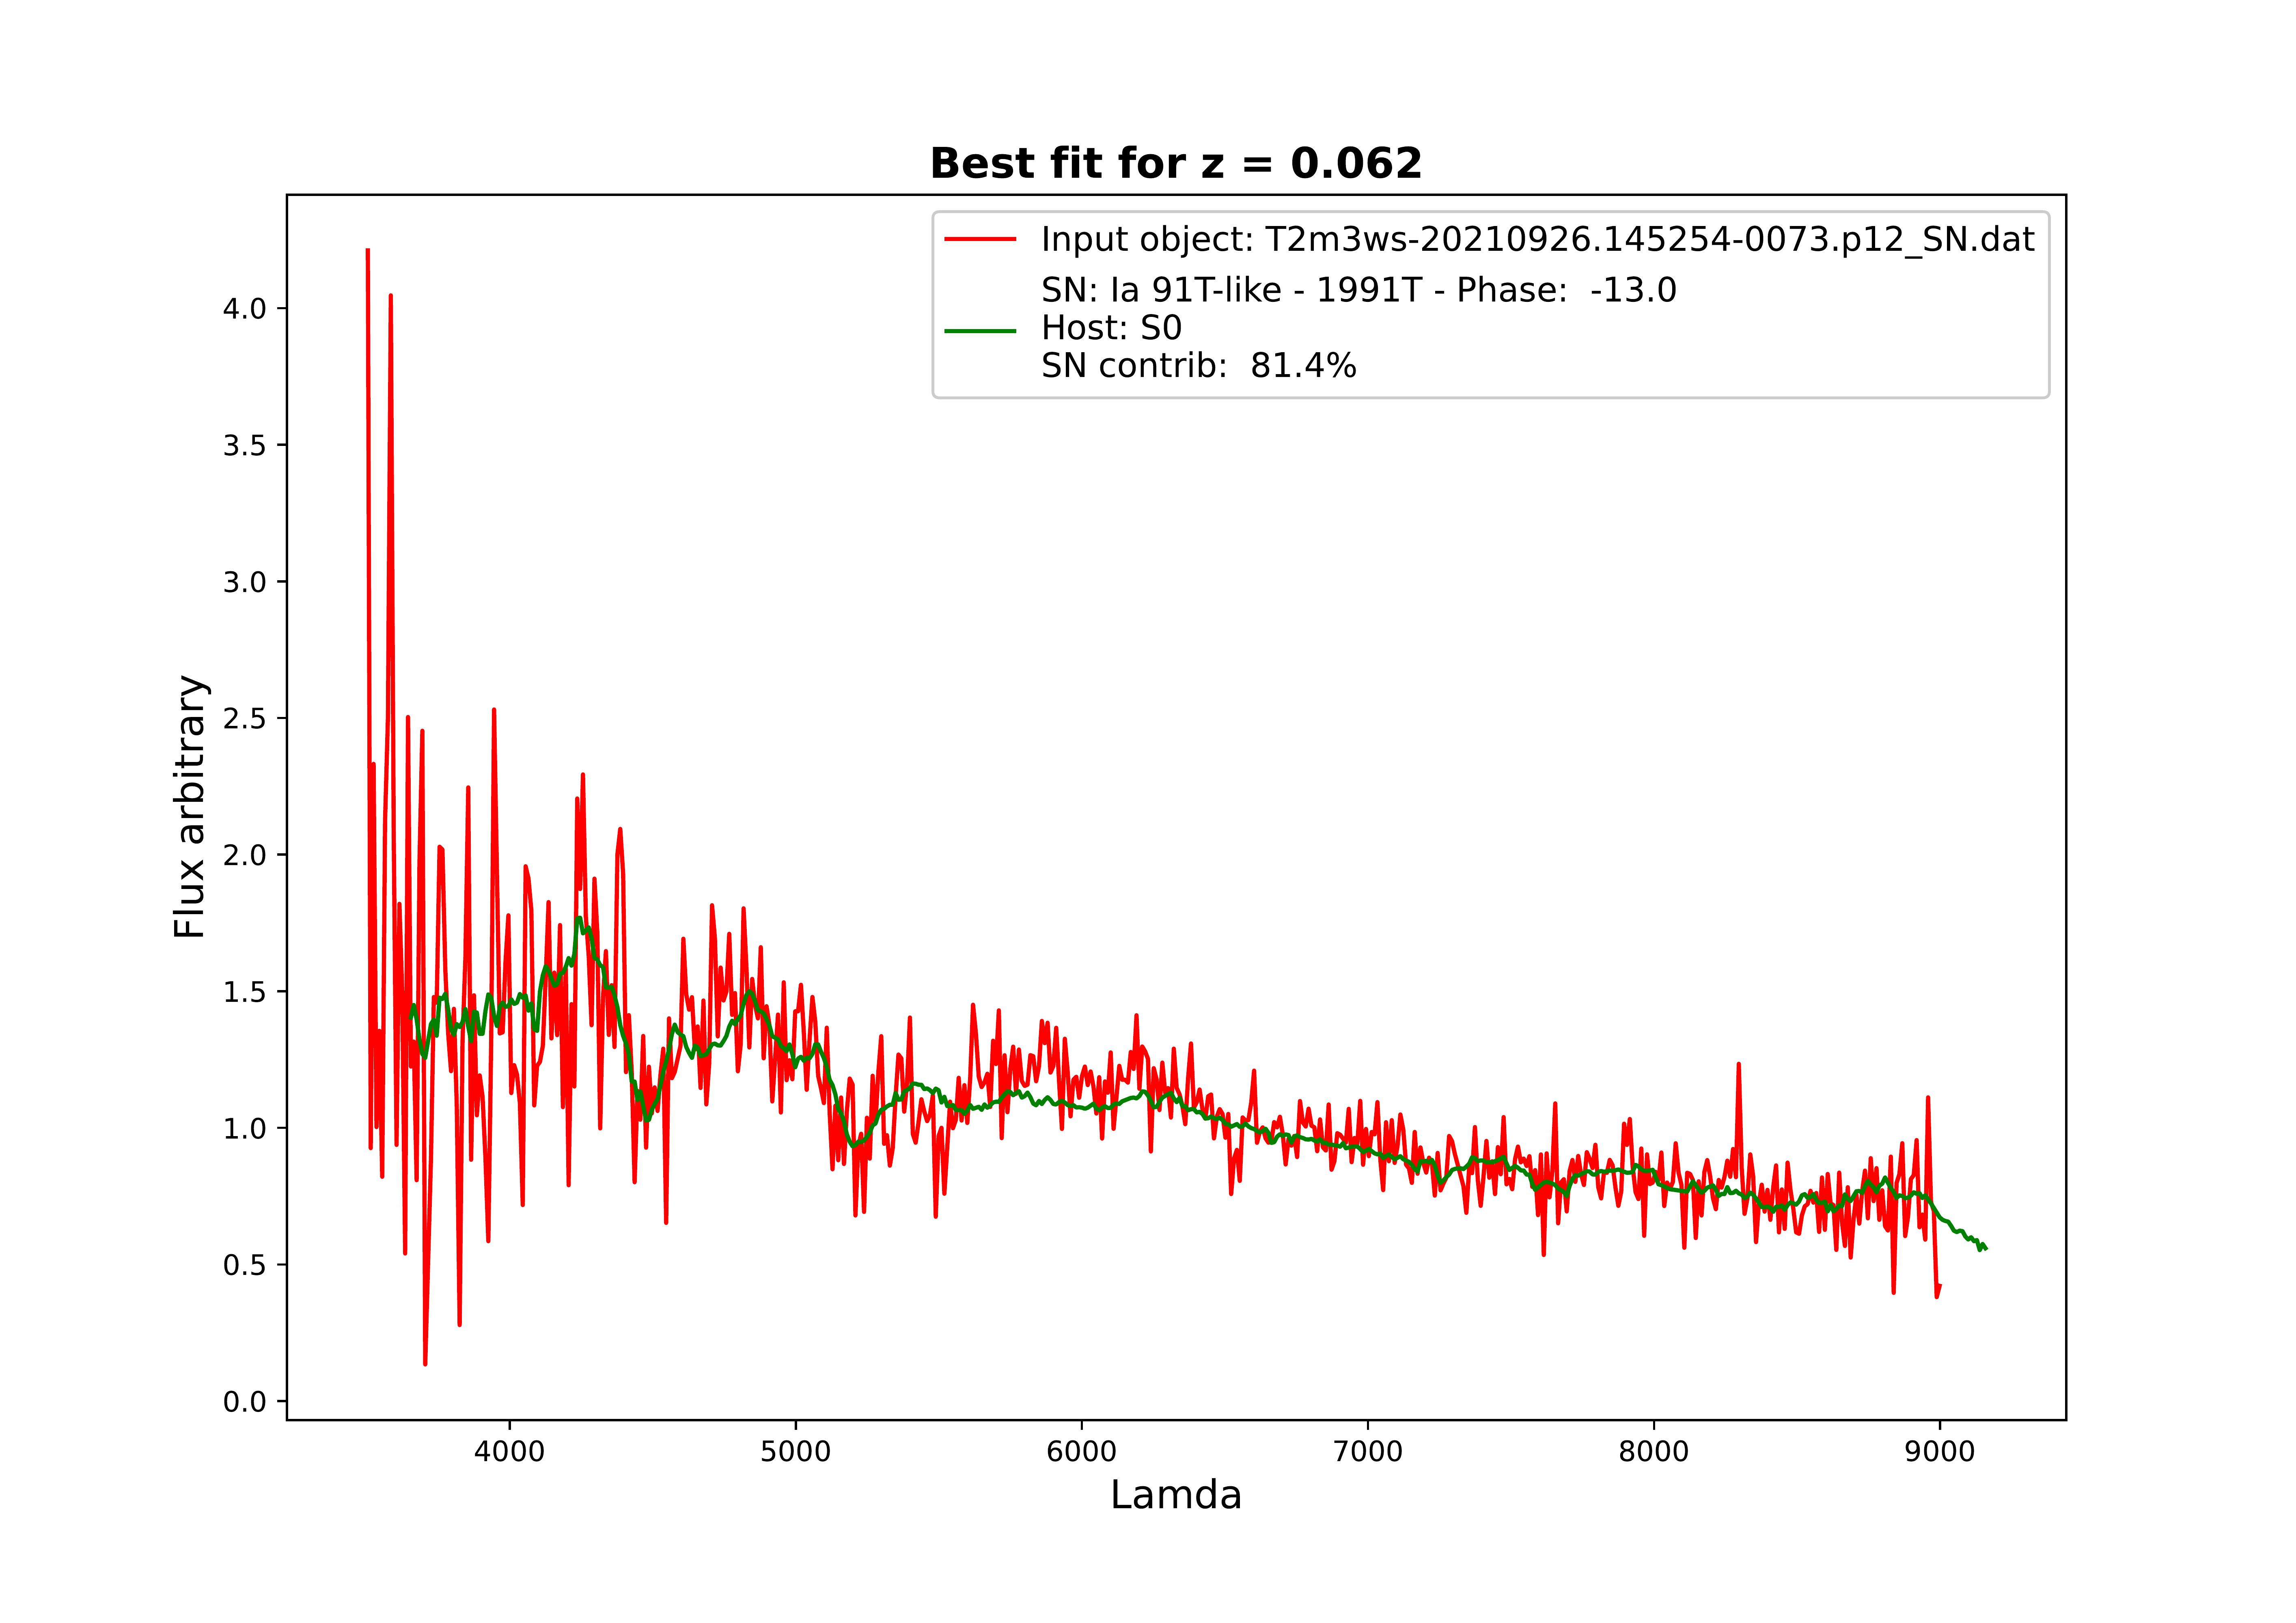 Best fit for z = 0.062
Input object: T2m3ws-20210926.145254-0073.p12_SN.dat
SN: Ia 91T-like - 1991T - Phase:  -13.0
Host: S0
SN contrib:  81.4%
Flux arbitrary
4.0
3.5
3.0
2.5
2.0
1.5
1.0
0.5
0.0
4000 5000 6000 7000 8000 9000
Lamda